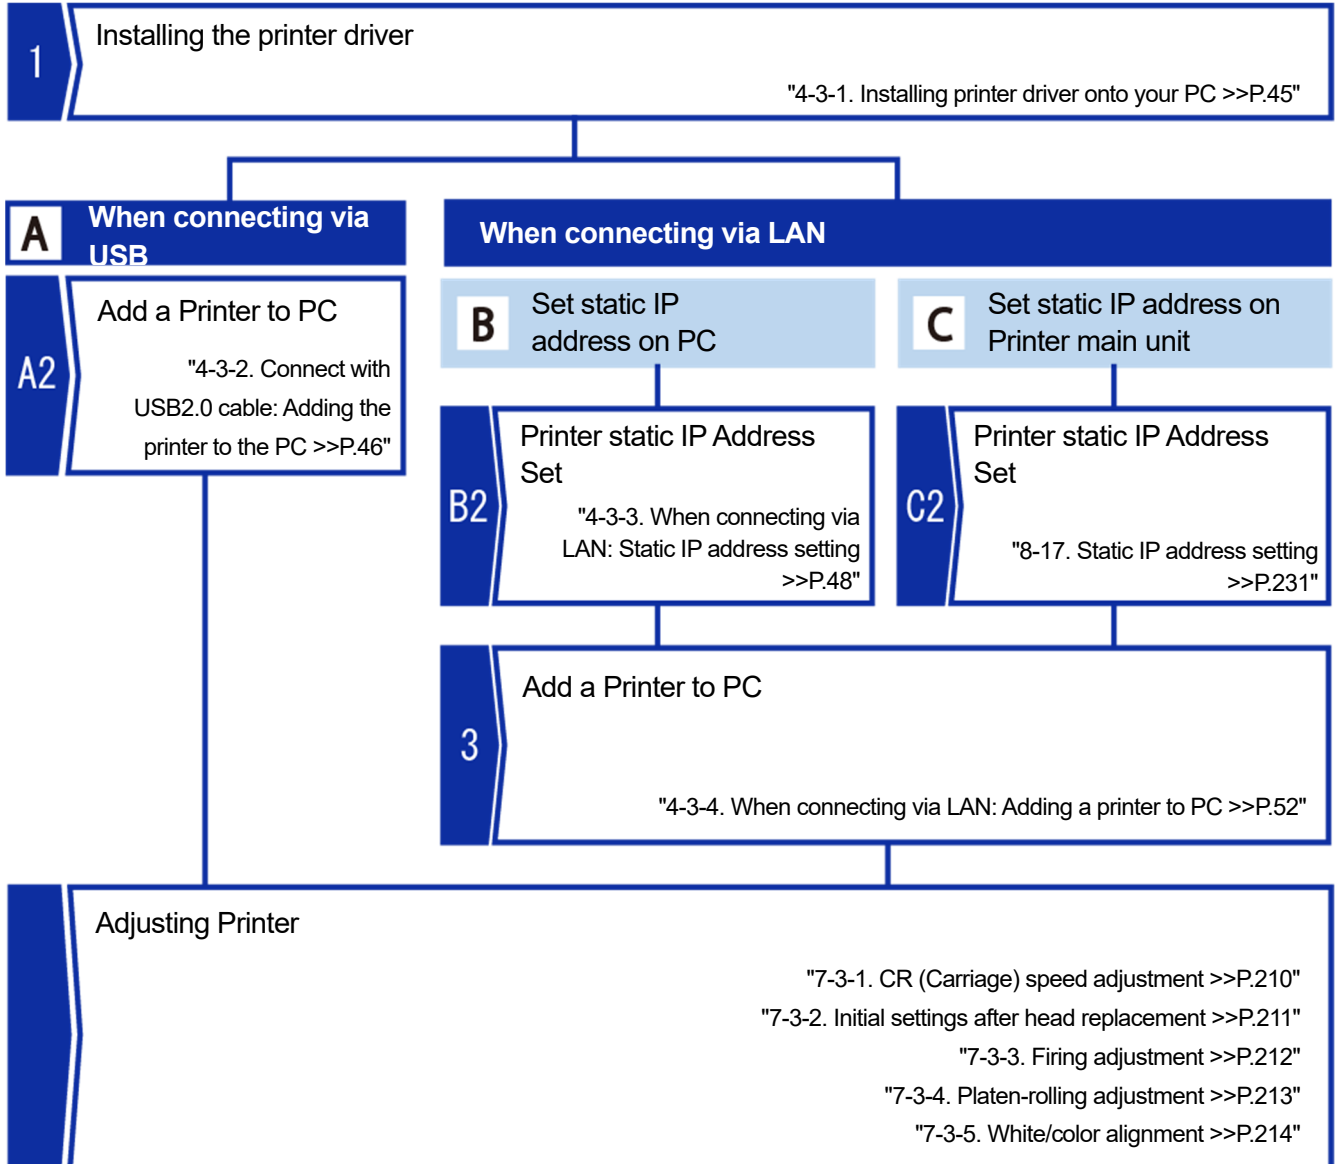 1
Installing the printer driver
"4-3-1. Installing printer driver onto your PC >>P.45"
A
When connecting via
USB
A2
Add a Printer to PC
"4-3-2. Connect with
USB2.0 cable: Adding the
printer to the PC >>P.46"
When connecting via LAN
B
Set static IP
address on PC
B2
Printer static IP Address
Set
"4-3-3. When connecting via
LAN: Static IP address setting
>>P.48"
C
Set static IP address on
Printer main unit
C2
Printer static IP Address
Set
"8-17. Static IP address setting
>>P.231"
3
Add a Printer to PC
"4-3-4. When connecting via LAN: Adding a printer to PC >>P.52"
Adjusting Printer
"7-3-1. CR (Carriage) speed adjustment >>P.210"
"7-3-2. Initial settings after head replacement >>P.211"
"7-3-3. Firing adjustment >>P.212"
"7-3-4. Platen-rolling adjustment >>P.213"
"7-3-5. White/color alignment >>P.214"